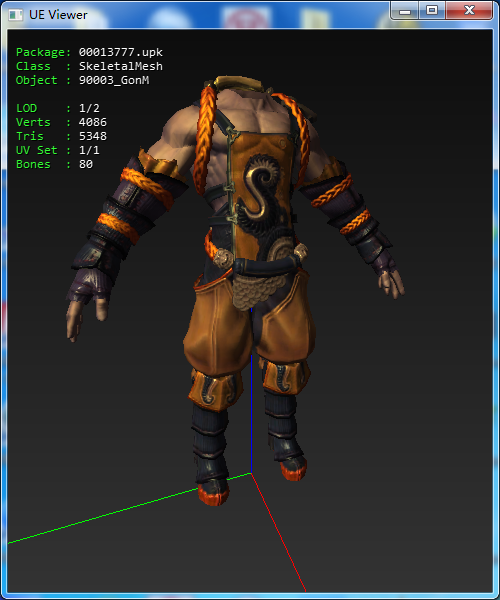 UE Viewer
Package: 00013777.upk
Class : SkeletalMesh
Object : 90003_GonM
LOD : 1/2
Verts : 4086
Tris : 5348
UV Set : 1/1
Bones : 80